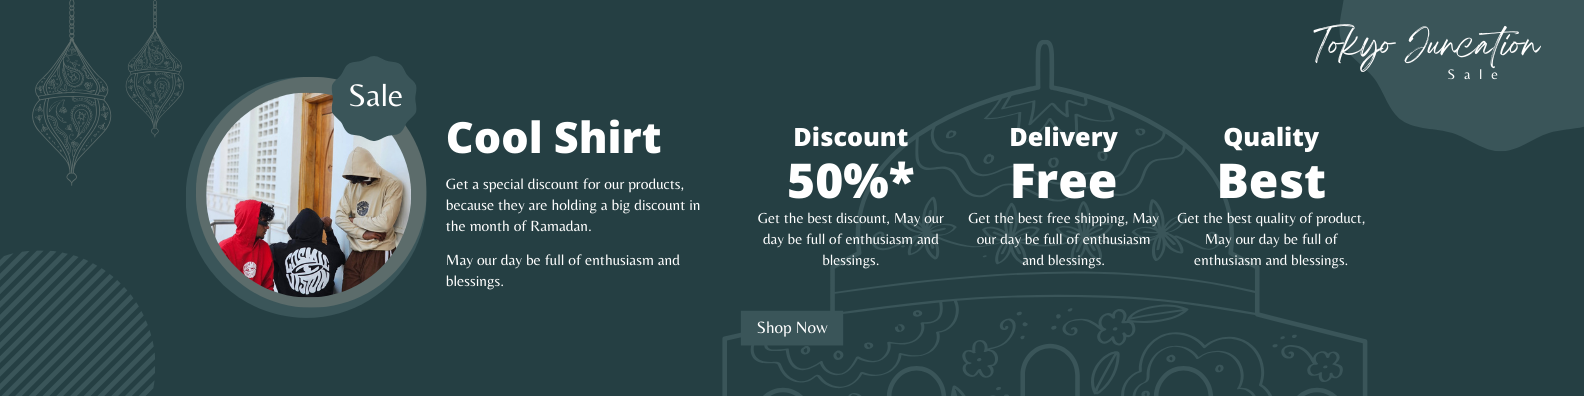 Tokyo Juncation
Sale
Sale
Cool Shirt
Get a special discount for our products,
because they are holding a big discount in
the month of Ramadan.
May our day be full of enthusiasm and
blessings.
Discount
50%*
Get the best discount, May our
day be full of enthusiasm and
blessings.
Delivery
Free
Get the best free shipping, May
our day be full of enthusiasm
and blessings.
Quality
Best
Get the best quality of product,
May our day be full of
enthusiasm and blessings.
Shop Now
COSMIC
VISION